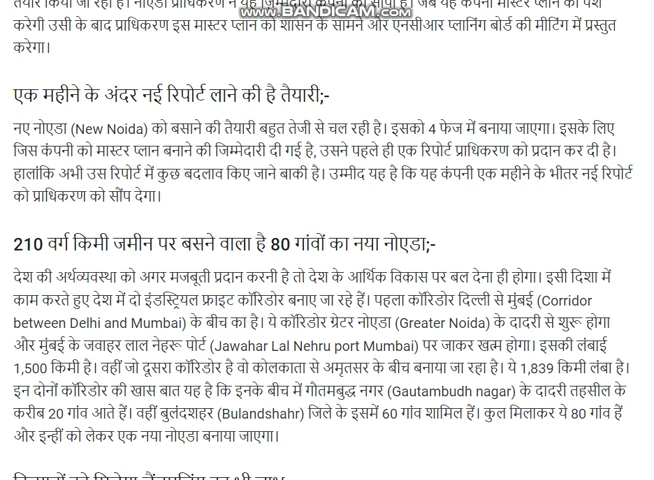 तैयार किया जा रहा है। नोएडा प्राधिकरण ने यह जिम्मेदारी कंपनी को सौंपी है। जब यह कंपनी मास्टर प्लान को पेश
www.BANDICAM.com
करेगी उसी के बाद प्राधिकरण इस मास्टर प्लान को शासन के सामने और एनसीआर प्लानिंग बोर्ड की मीटिंग में प्रस्तुत
करेगा।
एक महीने के अंदर नई रिपोर्ट लाने की है तैयारी;-
नए नोएडा (New Noida) को बसाने की तैयारी बहुत तेजी से चल रही है। इसको 4 फेज में बनाया जाएगा। इसके लिए
जिस कंपनी को मास्टर प्लान बनाने की जिम्मेदारी दी गई है, उसने पहले ही एक रिपोर्ट प्राधिकरण को प्रदान कर दी है।
हालांकि अभी उस रिपोर्ट में कुछ बदलाव किए जाने बाकी है। उम्मीद यह है कि यह कंपनी एक महीने के भीतर नई रिपोर्ट
को प्राधिकरण को सौंप देगा।
210 वर्ग किमी जमीन पर बसने वाला है 80 गांवों का नया नोएडा;-
देश की अर्थव्यवस्था को अगर मजबूती प्रदान करनी है तो देश के आर्थिक विकास पर बल देना ही होगा। इसी दिशा में
काम करते हुए देश में दो इंडस्ट्रियल फ्राइट कॉरिडोर बनाए जा रहे हैं। पहला कॉरिडोर दिल्ली से मुंबई (Corridor
between Delhi and Mumbai) के बीच का है। ये कॉरिडोर ग्रेटर नोएडा (Greater Noida) के दादरी से शुरू होगा
और मुंबई के जवाहर लाल नेहरू पोर्ट (Jawahar Lal Nehru port Mumbai) पर जाकर खत्म होगा। इसकी लंबाई
1,500 किमी है। वहीं जो दूसरा कॉरिडोर है वो कोलकाता से अमृतसर के बीच बनाया जा रहा है। ये 1,839 किमी लंबा है।
इन दोनों कॉरिडोर की खास बात यह है कि इनके बीच में गौतमबुद्ध नगर (Gautambudh nagar) के दादरी तहसील के
करीब 20 गांव आते हैं। वहीं बुलंदशहर (Bulandshahr) जिले के इसमें 60 गांव शामिल हैं। कुल मिलाकर ये 80 गांव हैं
और इन्हीं को लेकर एक नया नोएडा बनाया जाएगा।